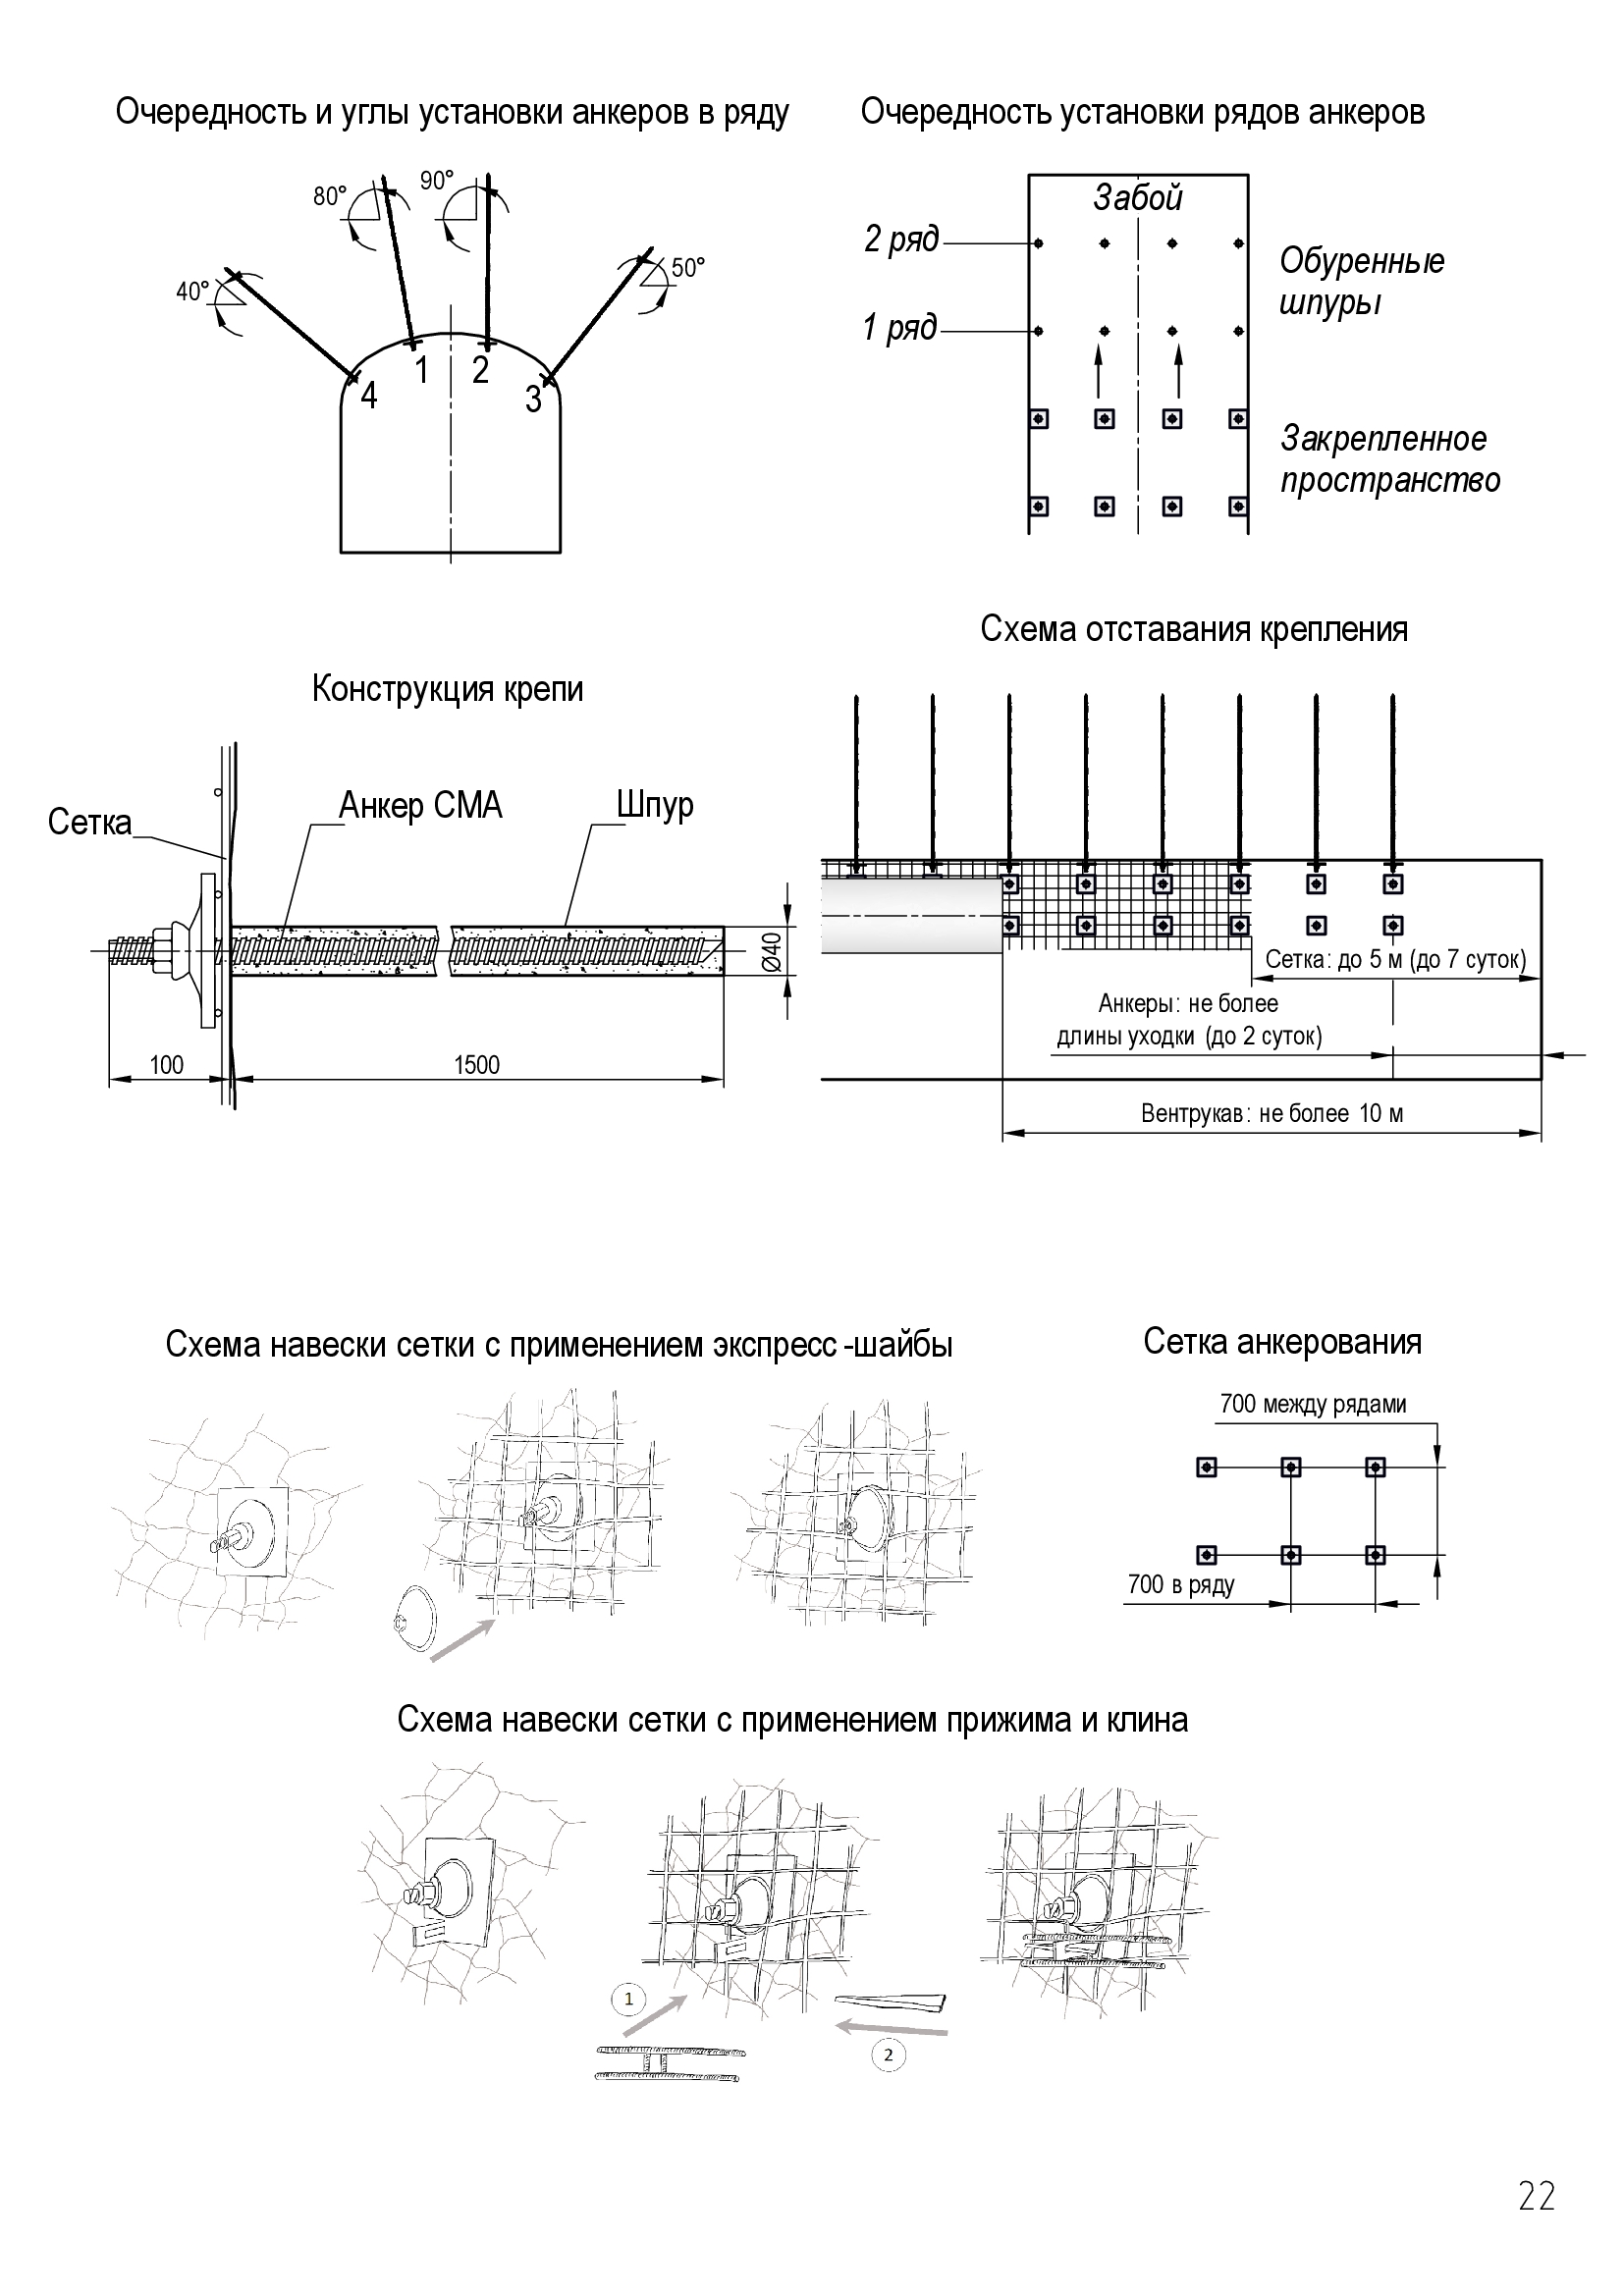 Очередность и углы установки анкеров в ряду
80°
90°
40°
50°
1
2
3
4
Очередность установки рядов анкеров
Забой
2 ряд
Обуренные
шпуры
1 ряд
Закрепленное
пространство
Конструкция крепи
Сетка
Анкер СМА
Шпур
Ø40
100
1500
Схема отставания крепления
Сетка: до 5 м (до 7 суток)
Анкеры: не более
длины уходки (до 2 суток)
Вентрукав: не более 10 м
Схема навески сетки с применением экспресс-шайбы
Сетка анкерования
700 между рядами
700 в ряду
Схема навески сетки с применением прижима и клина
1
2
22